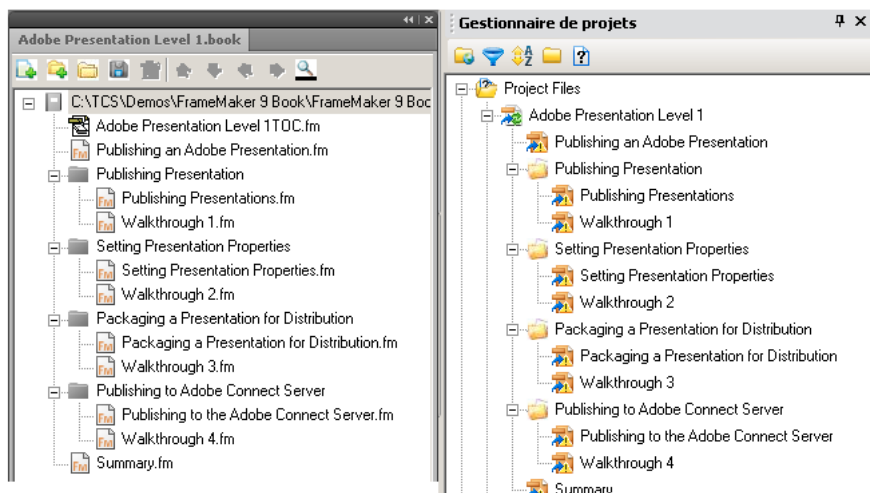 Adobe Presentation Level 1.book
C:\TCS\Demos\FrameMaker 9 Book\FrameMaker 9 Boo
Adobe Presentation Level 1TOC.fm
Publishing an Adobe Presentation.fm
Publishing Presentation
Publishing Presentations.fm
Walkthrough 1.fm
Setting Presentation Properties
Setting Presentation Properties.fm
Walkthrough 2.fm
Packaging a Presentation for Distribution
Packaging a Presentation for Distribution.fm
Walkthrough 3.fm
Publishing to Adobe Connect Server
Publishing to the Adobe Connect Server.fm
Walkthrough 4.fm
Summary.fm
Gestionnaire de projets
Project Files
Adobe Presentation Level 1
Publishing an Adobe Presentation
Publishing Presentation
Publishing Presentations
Walkthrough 1
Setting Presentation Properties
Setting Presentation Properties
Walkthrough 2
Packaging a Presentation for Distribution
Packaging a Presentation for Distribution
Walkthrough 3
Publishing to Adobe Connect Server
Publishing to the Adobe Connect Server
Walkthrough 4
Summary